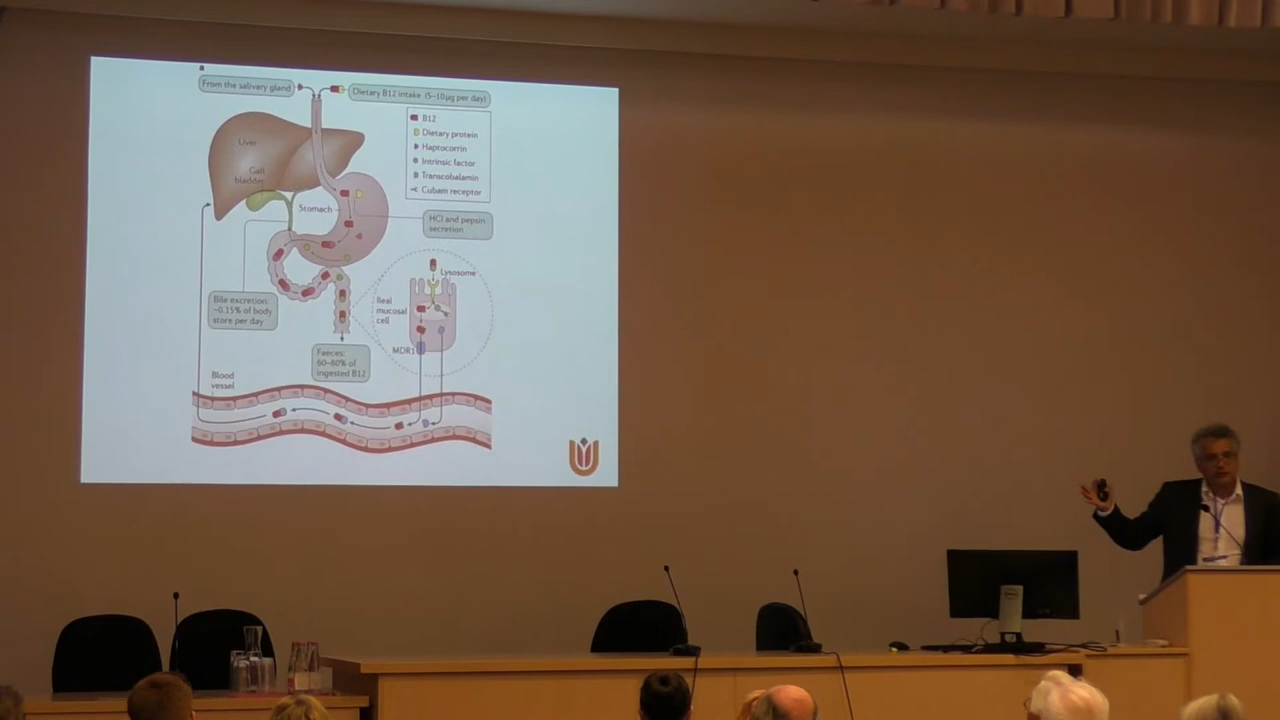 a
From the salivary gland
Dietary B12 intake (5–10 µg per day)
B12
Dietary protein
Haptocorrin
Intrinsic factor
Transcobalamin
Cubam receptor
Liver
Gall
bladder
Stomach
HCl and pepsin
secretion
Lysosome
Ileal
mucosal
cell
MDR1
Bile excretion:
~0.15% of body
store per day
Faeces:
60–80% of
ingested B12
Blood
vessel